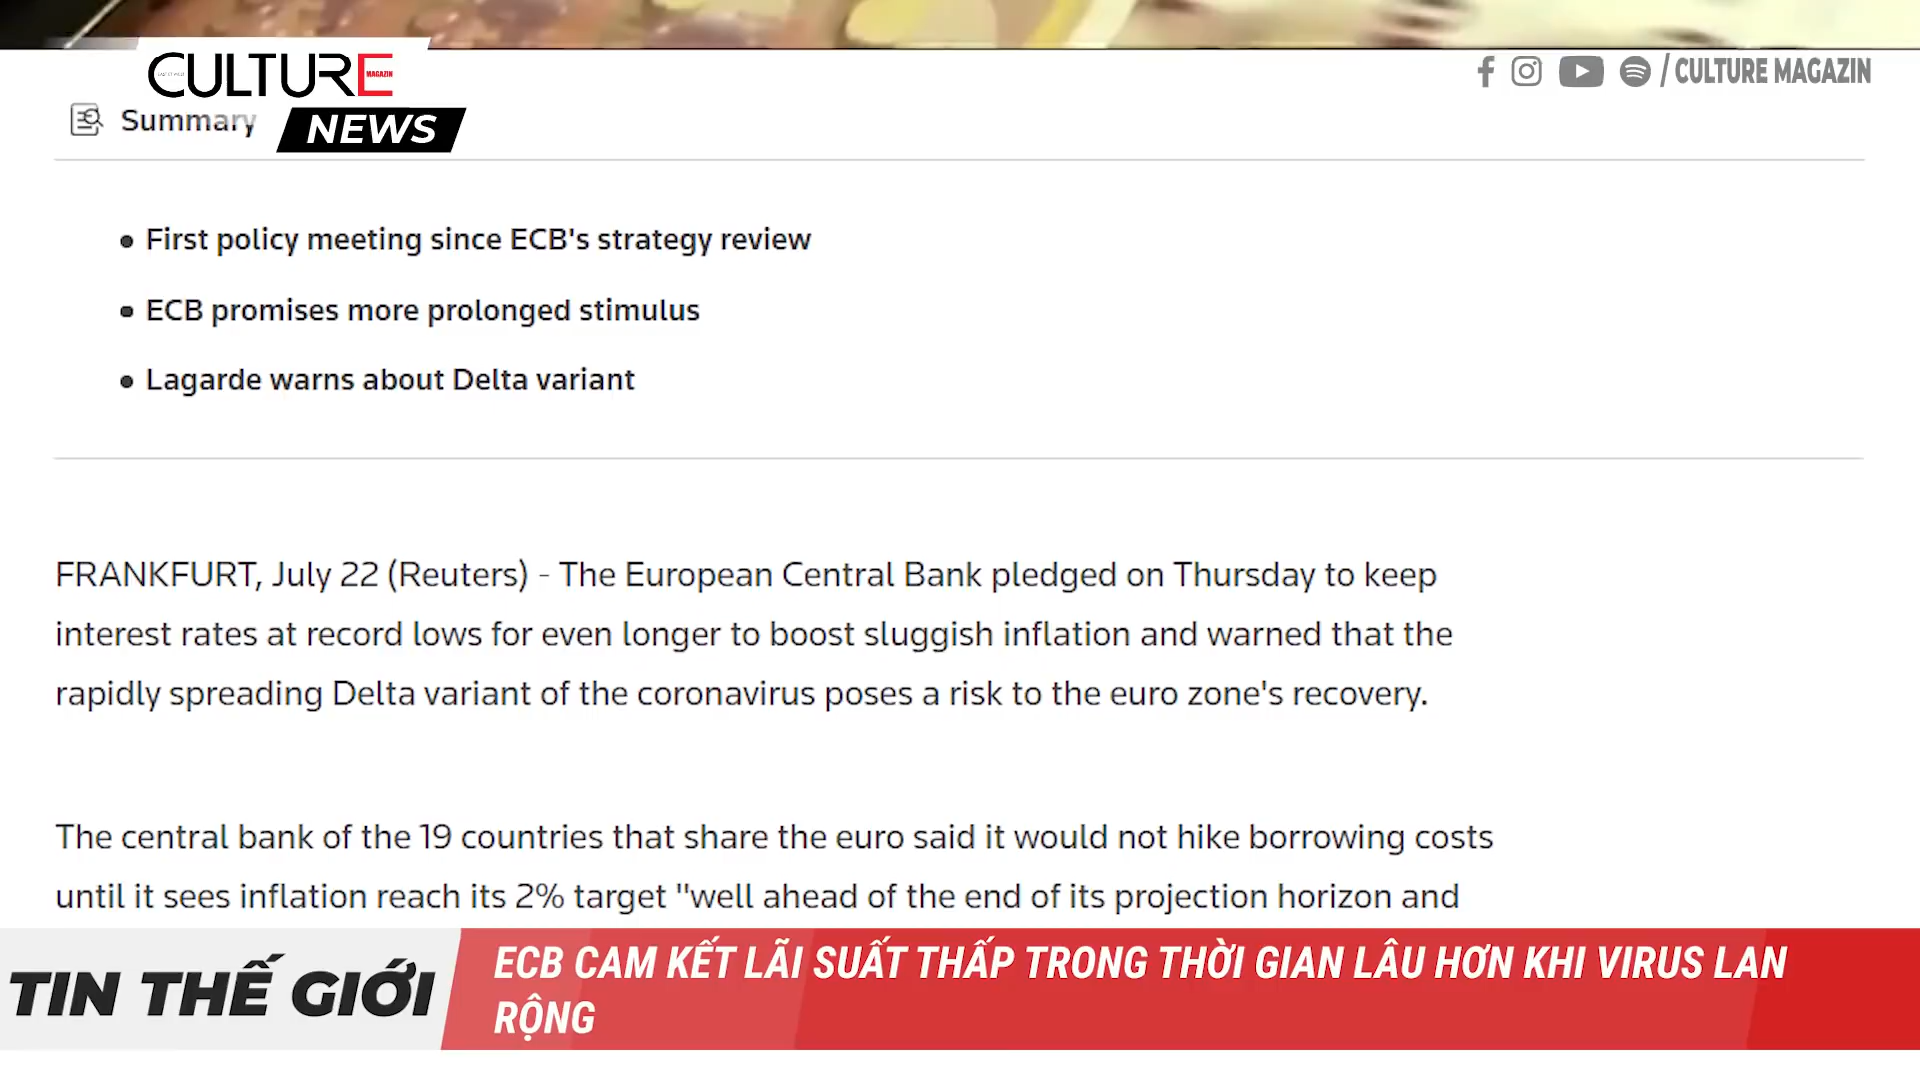 CULTURE
MAGAZIN
NEWS
/ CULTURE MAGAZIN
Summary
• First policy meeting since ECB's strategy review
• ECB promises more prolonged stimulus
• Lagarde warns about Delta variant
FRANKFURT, July 22 (Reuters) - The European Central Bank pledged on Thursday to keep
interest rates at record lows for even longer to boost sluggish inflation and warned that the
rapidly spreading Delta variant of the coronavirus poses a risk to the euro zone's recovery.
The central bank of the 19 countries that share the euro said it would not hike borrowing costs
until it sees inflation reach its 2% target "well ahead of the end of its projection horizon and
TIN THẾ GIỚI
ECB CAM KẾT LÃI SUẤT THẤP TRONG THỜI GIAN LÂU HƠN KHI VIRUS LAN
RỘNG